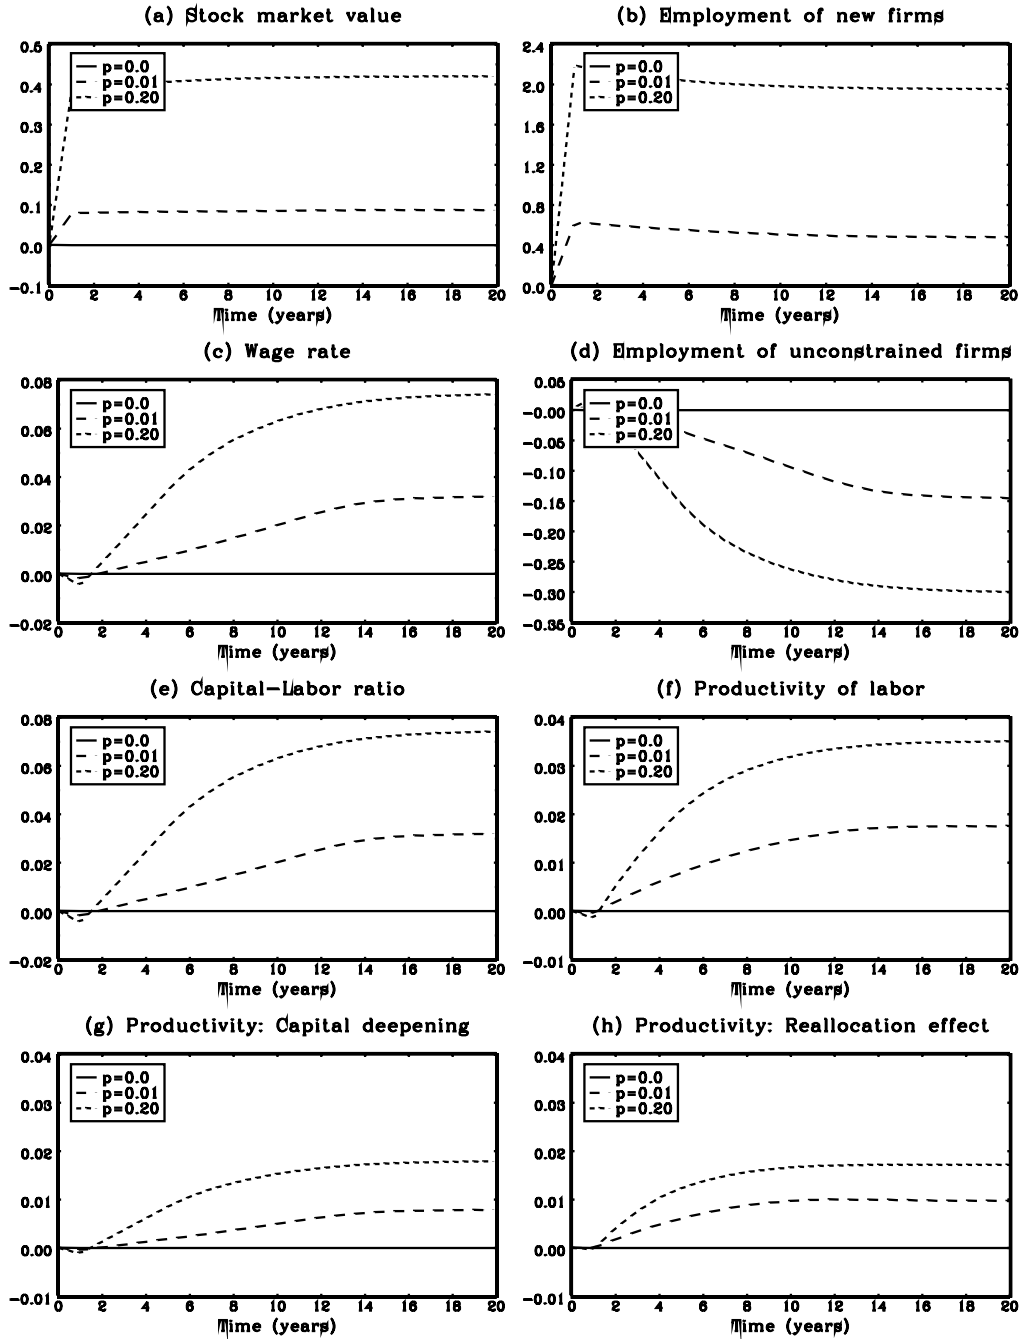 (a) Stock market value
0.5
0.4
0.3
0.2
0.1
0.0
-0.1
p=0.0
p=0.01
p=0.20
0 2 4 6 8 10 12 14 16 18 20
Time (years)
(b) Employment of new firms
2.4
2.0
1.6
1.2
0.8
0.4
0.0
p=0.0
p=0.01
p=0.20
0 2 4 6 8 10 12 14 16 18 20
Time (years)
(c) Wage rate
0.08
0.06
0.04
0.02
0.00
-0.02
p=0.0
p=0.01
p=0.20
0 2 4 6 8 10 12 14 16 18 20
Time (years)
(d) Employment of unconstrained firms
0.05
-0.00
-0.05
-0.10
-0.15
-0.20
-0.25
-0.30
-0.35
p=0.0
p=0.01
p=0.20
0 2 4 6 8 10 12 14 16 18 20
Time (years)
(e) Capital-Labor ratio
0.08
0.06
0.04
0.02
0.00
-0.02
p=0.0
p=0.01
p=0.20
0 2 4 6 8 10 12 14 16 18 20
Time (years)
(f) Productivity of labor
0.04
0.03
0.02
0.01
0.00
-0.01
p=0.0
p=0.01
p=0.20
0 2 4 6 8 10 12 14 16 18 20
Time (years)
(g) Productivity: Capital deepening
0.04
0.03
0.02
0.01
0.00
-0.01
p=0.0
p=0.01
p=0.20
0 2 4 6 8 10 12 14 16 18 20
Time (years)
(h) Productivity: Reallocation effect
0.04
0.03
0.02
0.01
0.00
-0.01
p=0.0
p=0.01
p=0.20
0 2 4 6 8 10 12 14 16 18 20
Time (years)